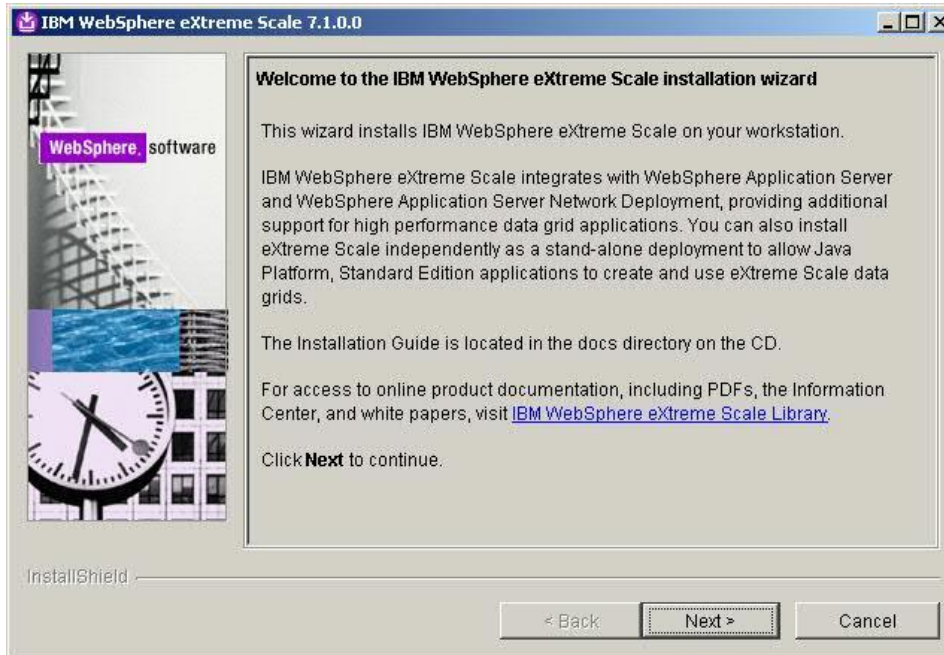 IBM WebSphere eXtreme Scale 7.1.0.0
WebSphere. software
Welcome to the IBM WebSphere eXtreme Scale installation wizard
This wizard installs IBM WebSphere eXtreme Scale on your workstation.
IBM WebSphere eXtreme Scale integrates with WebSphere Application Server
and WebSphere Application Server Network Deployment, providing additional
support for high performance data grid applications. You can also install
eXtreme Scale independently as a stand-alone deployment to allow Java
Platform, Standard Edition applications to create and use eXtreme Scale data
grids.
The Installation Guide is located in the docs directory on the CD.
For access to online product documentation, including PDFs, the Information
Center, and white papers, visit IBM WebSphere eXtreme Scale Library.
Click Next to continue.
InstallShield
< Back
Next >
Cancel